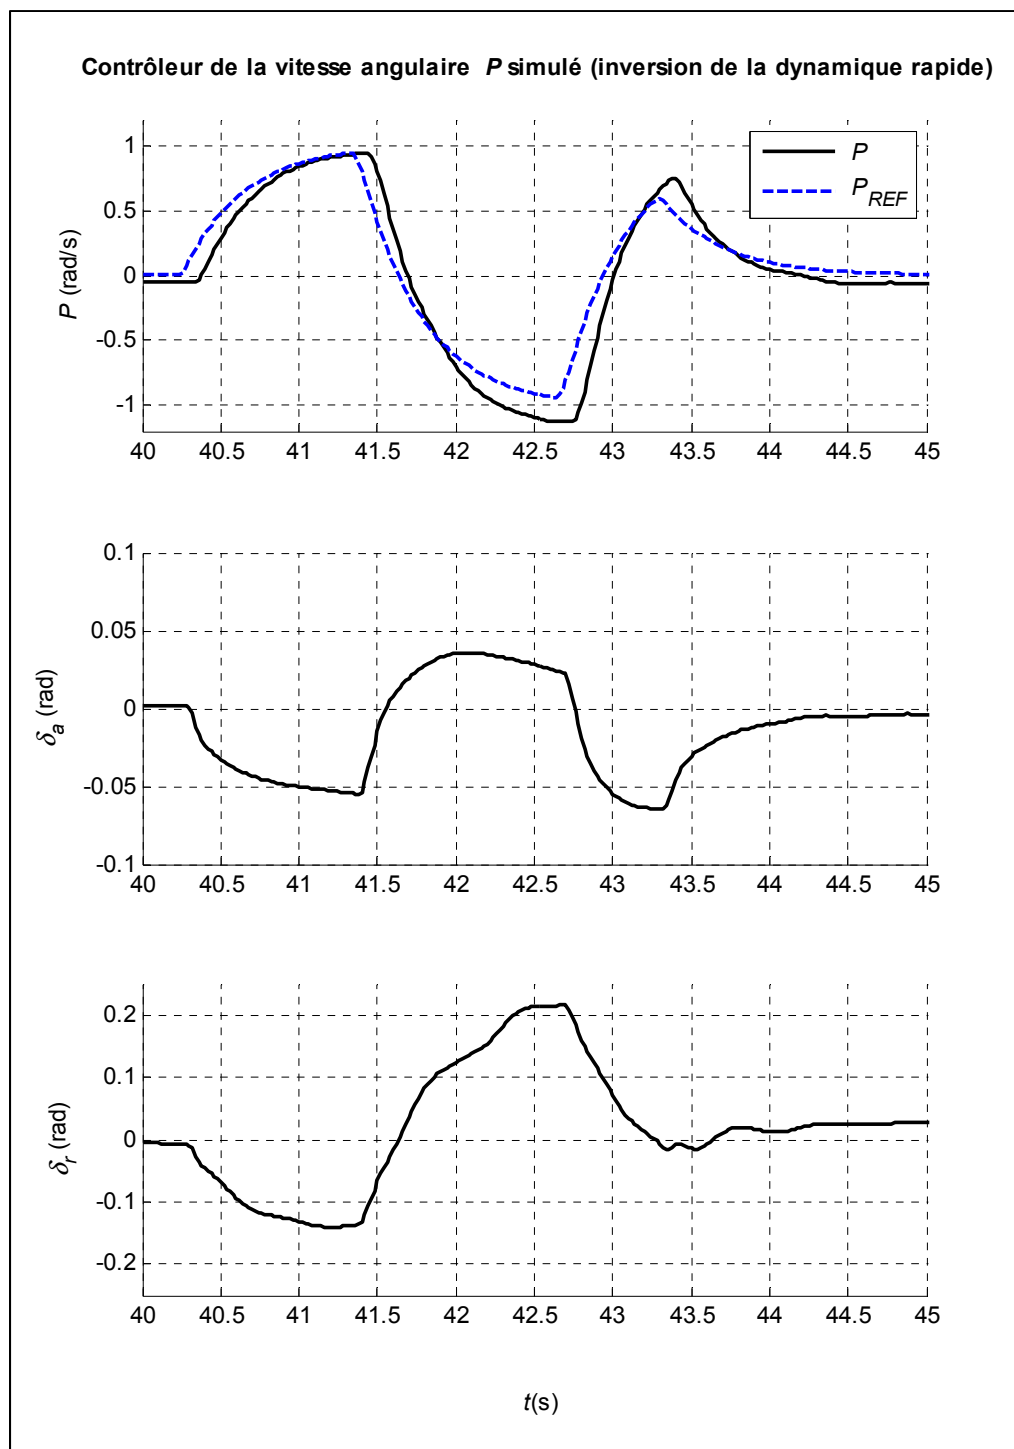 Contrôleur de la vitesse angulaire P simulé (inversion de la dynamique rapide)
1
0.5
0
-0.5
-1
P (rad/s)
P
P_REF
40 40.5 41 41.5 42 42.5 43 43.5 44 44.5 45
0.1
0.05
0
-0.05
-0.1
δ_a (rad)
40 40.5 41 41.5 42 42.5 43 43.5 44 44.5 45
0.2
0.1
0
-0.1
-0.2
δ_r (rad)
40 40.5 41 41.5 42 42.5 43 43.5 44 44.5 45
t(s)